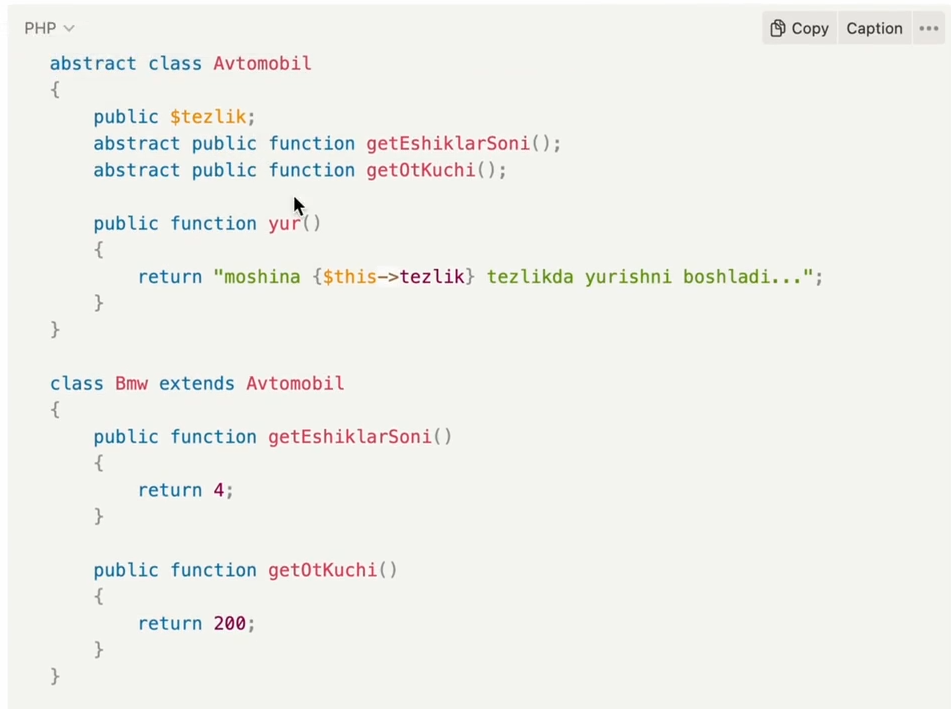 PHP
Copy Caption
abstract class Avtomobil
{
    public $tezlik;
    abstract public function getEshiklarSoni();
    abstract public function getOtKuchi();

    public function yur()
    {
        return "moshina {$this->tezlik} tezlikda yurishni boshladi...";
    }
}

class Bmw extends Avtomobil
{
    public function getEshiklarSoni()
    {
        return 4;
    }

    public function getOtKuchi()
    {
        return 200;
    }
}